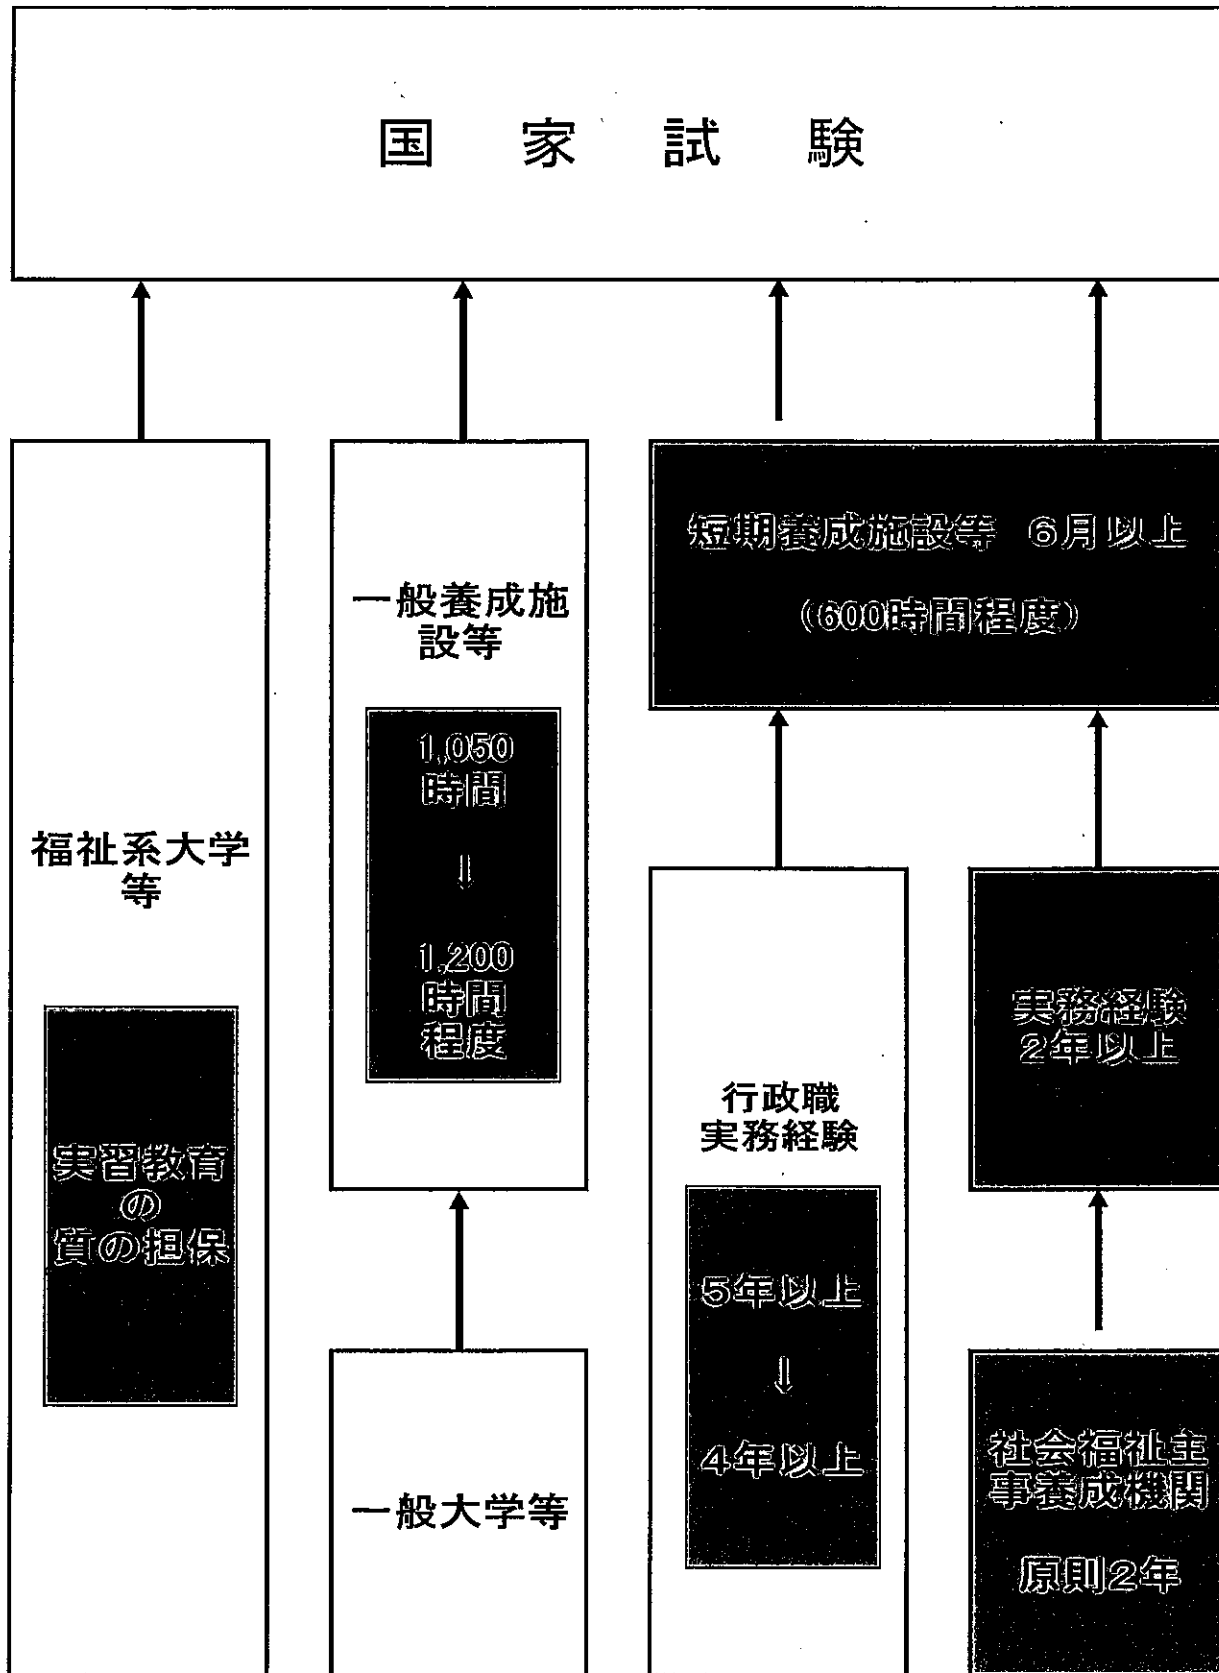 国家試験
短期養成施設等 6月以上
(600時間程度)
一般養成施
設等
1,050
時間
↓
1,200
時間
程度
福祉系大学
等
実習教育
の
質の担保
行政職
実務経験
5年以上
↓
4年以上
実務経験
2年以上
一般大学等
社会福祉主
事養成機関
原則2年